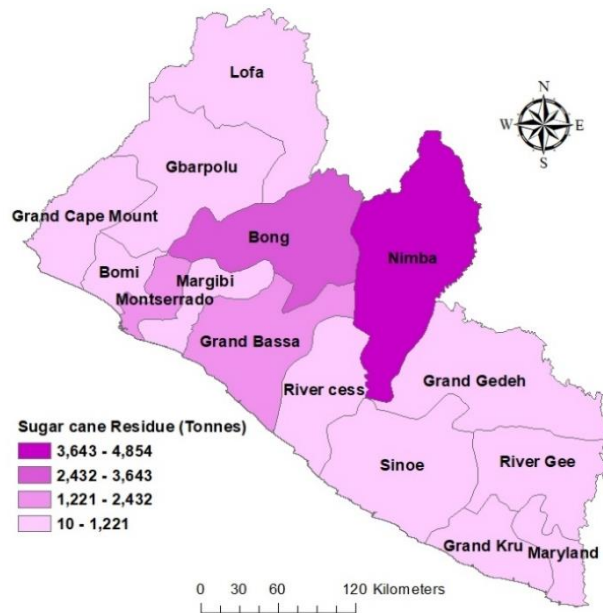 Lofa
N
W E
S
Gbarpolu
Grand Cape Mount
Bong
Nimba
Bomi
Margibi
Montserrado
Grand Bassa
River cess
Grand Gedeh
Sugar cane Residue (Tonnes)
3,643 - 4,854
2,432 - 3,643
1,221 - 2,432
10 - 1,221
Sinoe
River Gee
Grand Kru
Maryland
0 30 60 120 Kilometers